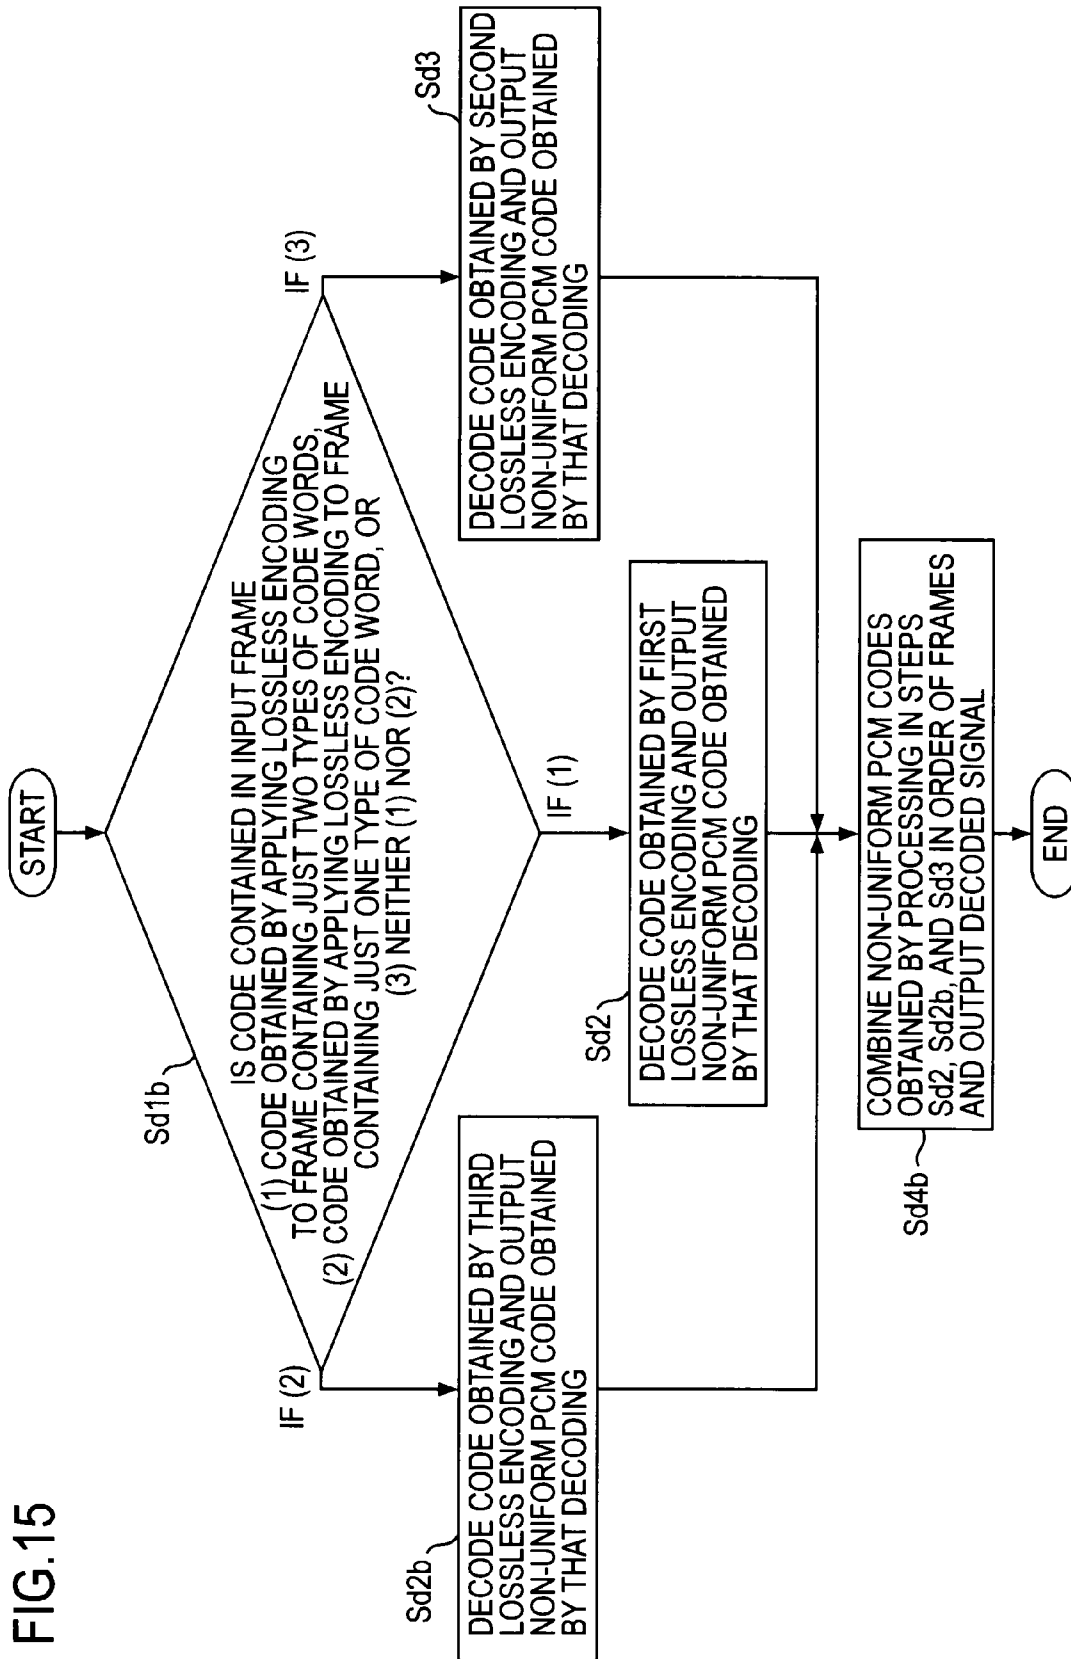 FIG.15
START
Sd1b
IS CODE CONTAINED IN INPUT FRAME
(1) CODE OBTAINED BY APPLYING LOSSLESS ENCODING
TO FRAME CONTAINING JUST TWO TYPES OF CODE WORDS,
(2) CODE OBTAINED BY APPLYING LOSSLESS ENCODING TO FRAME
CONTAINING JUST ONE TYPE OF CODE WORD, OR
(3) NEITHER (1) NOR (2)?
IF (2)
IF (1)
IF (3)
Sd2b
DECODE CODE OBTAINED BY THIRD
LOSSLESS ENCODING AND OUTPUT
NON-UNIFORM PCM CODE OBTAINED
BY THAT DECODING
Sd2
DECODE CODE OBTAINED BY FIRST
LOSSLESS ENCODING AND OUTPUT
NON-UNIFORM PCM CODE OBTAINED
BY THAT DECODING
Sd3
DECODE CODE OBTAINED BY SECOND
LOSSLESS ENCODING AND OUTPUT
NON-UNIFORM PCM CODE OBTAINED
BY THAT DECODING
Sd4b
COMBINE NON-UNIFORM PCM CODES
OBTAINED BY PROCESSING IN STEPS
Sd2, Sd2b, AND Sd3 IN ORDER OF FRAMES
AND OUTPUT DECODED SIGNAL
END